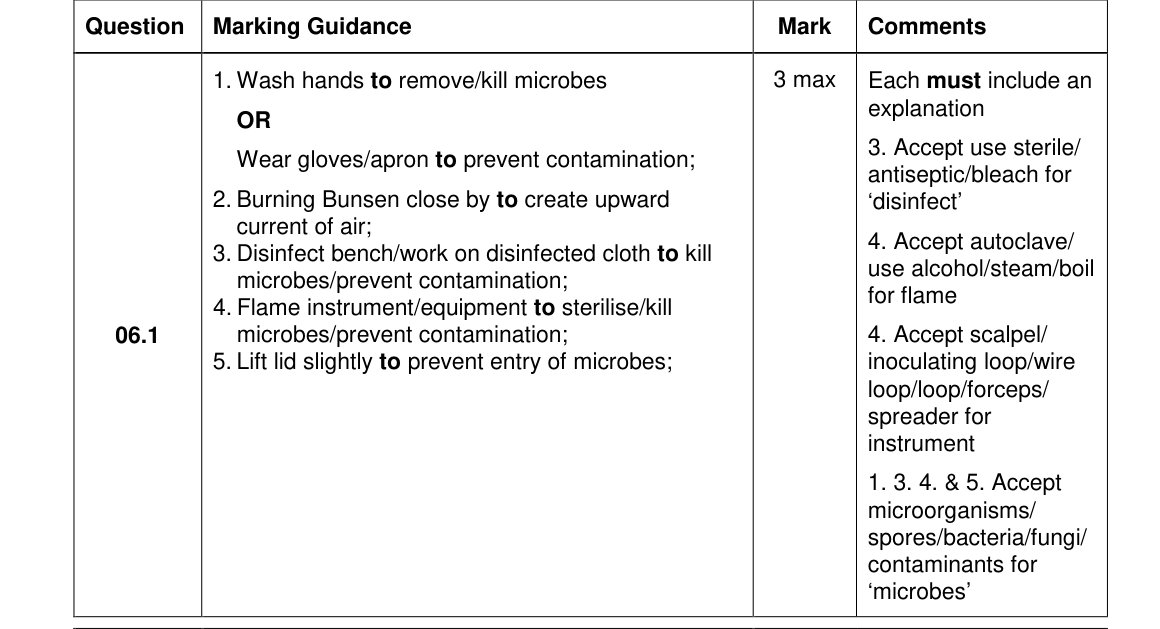 Question Marking Guidance Mark Comments
06.1
1. Wash hands to remove/kill microbes
OR
Wear gloves/apron to prevent contamination;
2. Burning Bunsen close by to create upward
current of air;
3. Disinfect bench/work on disinfected cloth to kill
microbes/prevent contamination;
4. Flame instrument/equipment to sterilise/kill
microbes/prevent contamination;
5. Lift lid slightly to prevent entry of microbes;
3 max
Each must include an
explanation
3. Accept use sterile/
antiseptic/bleach for
‘disinfect’
4. Accept autoclave/
use alcohol/steam/boil
for flame
4. Accept scalpel/
inoculating loop/wire
loop/loop/forceps/
spreader for
instrument
1. 3. 4. & 5. Accept
microorganisms/
spores/bacteria/fungi/
contaminants for
‘microbes’